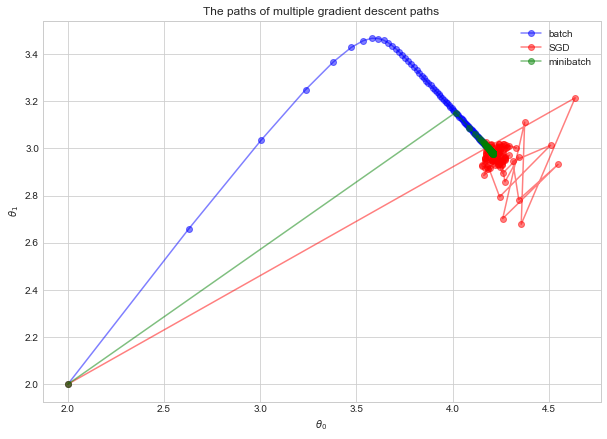 The paths of multiple gradient descent paths
batch
SGD
minibatch
3.4
3.2
3.0
2.8
2.6
2.4
2.2
2.0
θ1
2.0 2.5 3.0 3.5 4.0 4.5
θ0